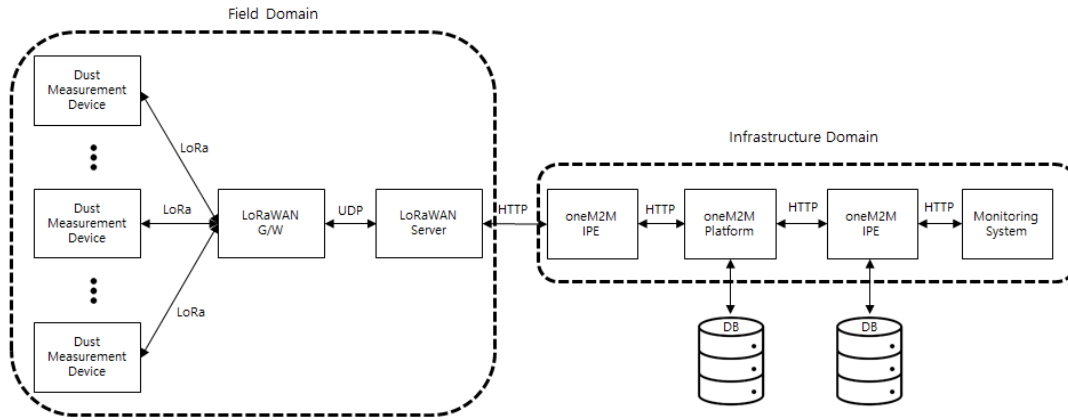 Field Domain
Dust
Measurement
Device
LoRa
Dust
Measurement
Device
LoRa
LoRaWAN
G/W
UDP
LoRaWAN
Server
HTTP
Dust
Measurement
Device
LoRa
Infrastructure Domain
oneM2M
IPE
HTTP
oneM2M
Platform
HTTP
oneM2M
IPE
HTTP
Monitoring
System
DB
DB